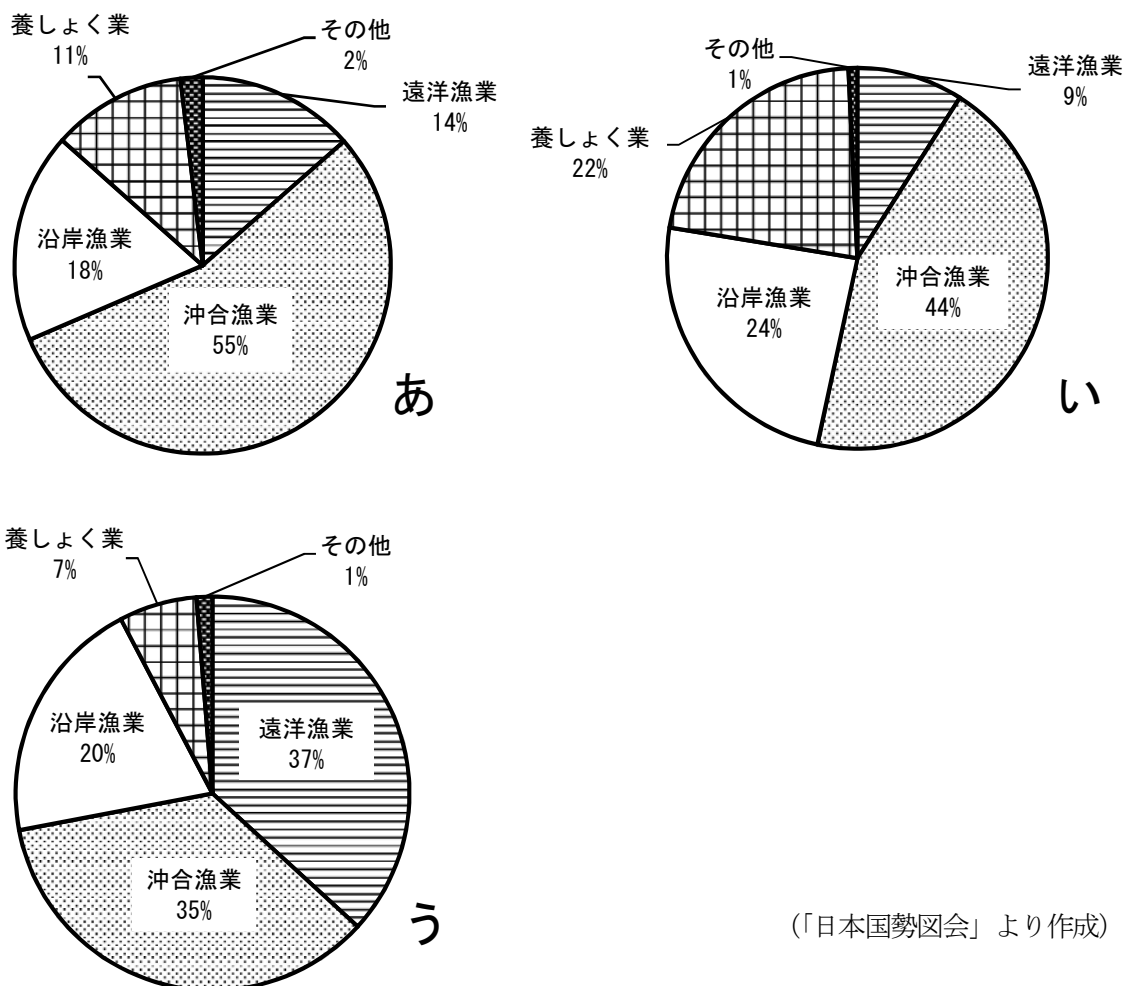 養しょく業
11%
その他
2%
遠洋漁業
14%
沿岸漁業
18%
沖合漁業
55%
あ
その他
1%
遠洋漁業
9%
養しょく業
22%
沿岸漁業
24%
沖合漁業
44%
い
養しょく業
7%
その他
1%
沿岸漁業
20%
遠洋漁業
37%
沖合漁業
35%
う
(「日本国勢図会」より作成)